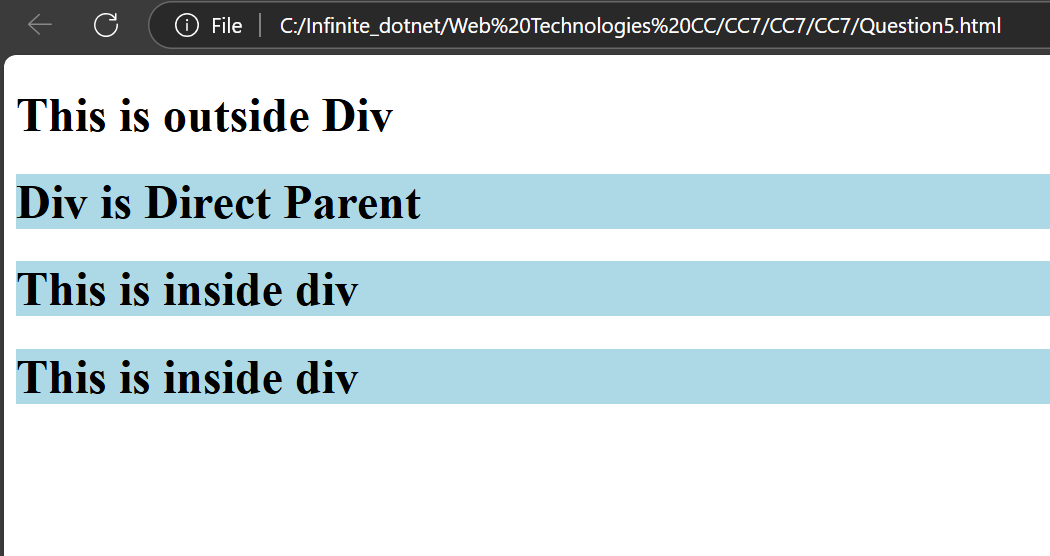 File C:/Infinite_dotnet/Web%20Technologies%20CC/CC7/CC7/CC7/Question5.html
This is outside Div
Div is Direct Parent
This is inside div
This is inside div